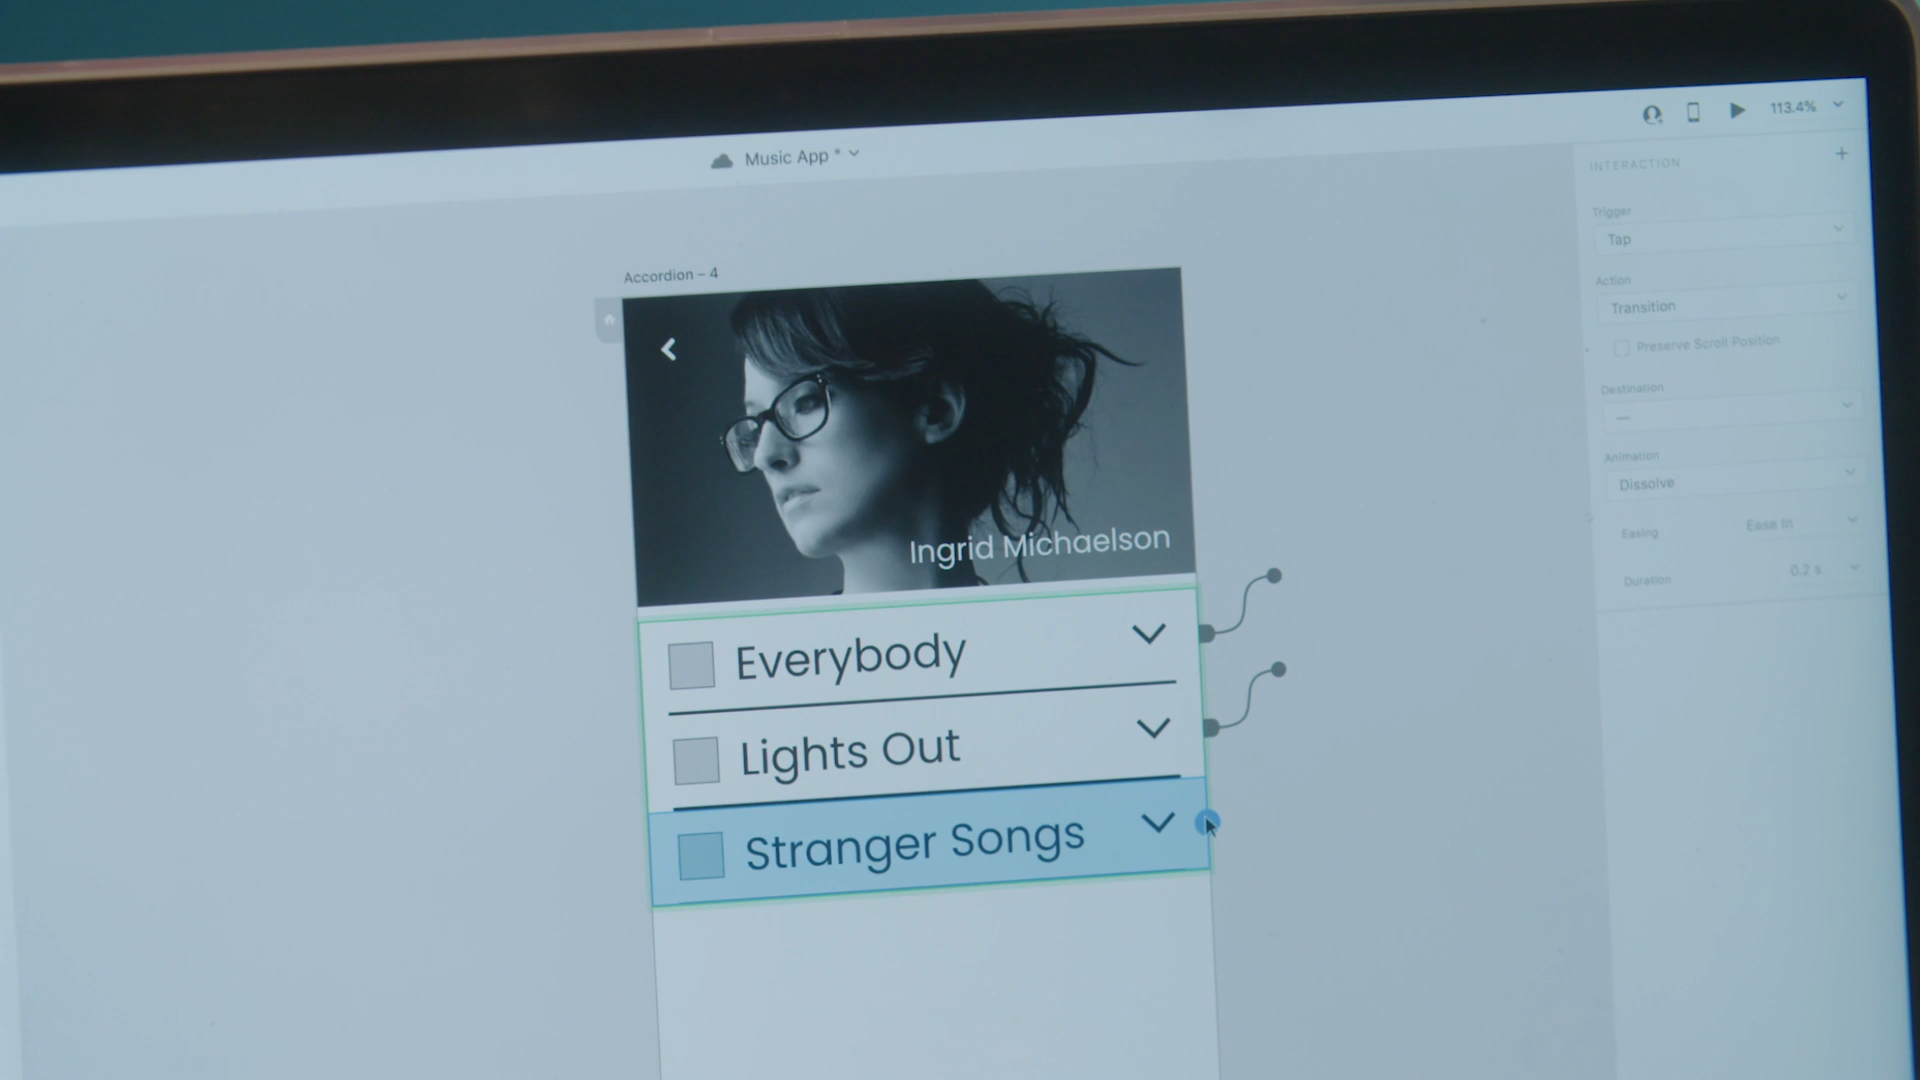 113.4%
Music App *
INTERACTION
Trigger
Tap
Accordion – 4
Action
Transition
Preserve Scroll Position
Destination
—
Animation
Dissolve
Easing
Ease In
Ingrid Michaelson
Duration
0.2 s
Everybody
Lights Out
Stranger Songs